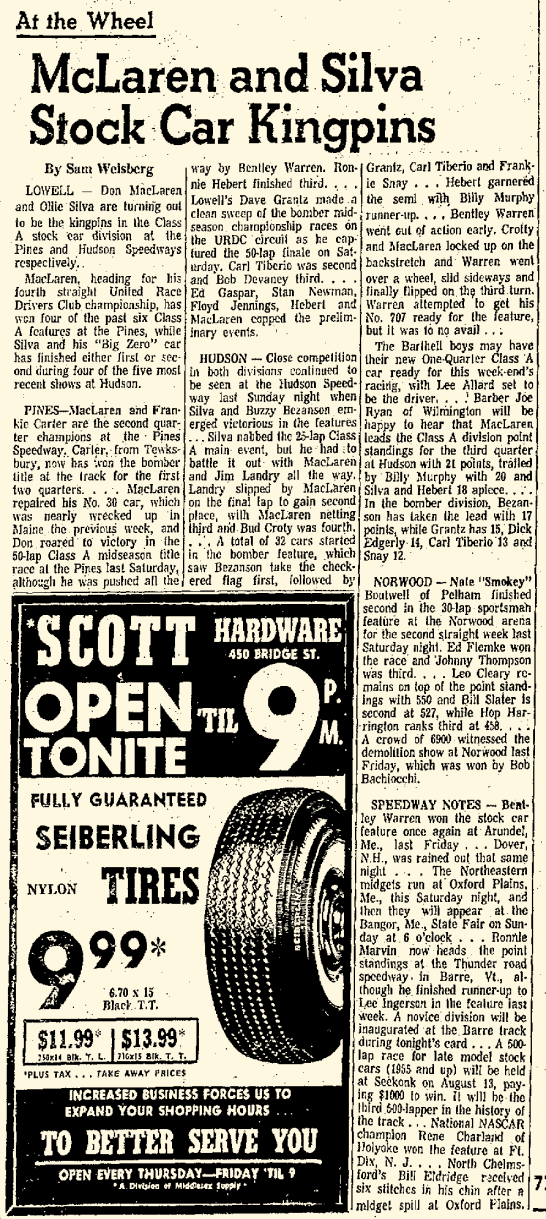 At the Wheel
McLaren and Silva
Stock Car Kingpins
By Sam Weisberg
LOWELL — Don MacLaren
and Ollie Silva are turning out
to be the kingpins in the Class
A stock car division at the
Pines and Hudson Speedways
respectively.
MacLaren, heading for his
fourth straight United Race
Drivers Club championship, has
won four of the past six Class
A features at the Pines, while
Silva and his "Big Zero" car
has finished either first or sec-
ond during four of the five most
recent shows at Hudson.
PINES—MacLaren and Fran-
kie Carter are the second quar-
ter champions at the Pines
Speedway. Carter, from Tewks-
bury, now has won the bomber
title at the track for the first
two quarters. . . . MacLaren
repaired his No. 30 car, which
was nearly wrecked up in
Maine the previous week, and
Don roared to victory in the
50-lap Class A midseason title
race at the Pines last Saturday,
although he was pushed all the
way by Bentley Warren. Ron-
nie Hebert finished third. . . .
Lowell's Dave Grantz made a
clean sweep of the bomber mid-
season championship races on
the URDC circuit as he cap-
tured the 50-lap finale on Sat-
urday. Carl Tiberio was second
and Bob Devaney third. . . .
Ed Gaspar, Stan Newman,
Floyd Jennings, Hebert and
MacLaren copped the prelim-
inary events.
HUDSON — Close competition
in both divisions continued to
be seen at the Hudson Speed-
way last Sunday night when
Silva and Buzzy Bezanson em-
erged victorious in the features
. . . Silva nabbed the 25-lap Class
A main event, but he had to
battle it out with MacLaren
and Jim Landry all the way.
Landry slipped by MacLaren
on the final lap to gain second
place, with MacLaren netting
third and Bud Croty was fourth.
. . . A total of 32 cars started
in the bomber feature, which
saw Bezanson take the check-
ered flag first, followed by
Grantz, Carl Tiberio and Frank-
ie Snay . . . Hebert garnered
the semi with Billy Murphy
runner-up. . . . Bentley Warren
went out of action early. Crotty
and MacLaren locked up on the
backstretch and Warren went
over a wheel, slid sideways and
finally flipped on the third turn.
Warren attempted to get his
No. 707 ready for the feature,
but it was to no avail . . .
The Barthell boys may have
their new One-Quarter Class A
car ready for this week-end's
racing, with Lee Allard set to
be the driver. . . . Barber Joe
Ryan of Wilmington will be
happy to hear that MacLaren
leads the Class A division point
standings for the third quarter
at Hudson with 21 points, trailed
by Billy Murphy with 20 and
Silva and Hebert 18 apiece. . .
In the bomber division, Bezan-
son has taken the lead with 17
points, while Grantz has 15, Dick
Edgerly 14, Carl Tiberio 13 and
Snay 12.
NORWOOD — Nate "Smokey"
Boutwell of Pelham finished
second in the 30-lap sportsman
feature at the Norwood arena
for the second straight week last
Saturday night. Ed Flemke won
the race and Johnny Thompson
was third. . . . Leo Cleary re-
mains on top of the point stand-
ings with 550 and Bill Slater is
second at 527, while Hop Har-
rington ranks third at 458. . . .
A crowd of 6900 witnessed the
demolition show at Norwood last
Friday, which was won by Bob
Bachiocchi.
SPEEDWAY NOTES — Bent-
ley Warren won the stock car
feature once again at Arundel,
Me., last Friday . . . Dover,
N.H., was rained out that same
night . . . The Northeastern
midgets run at Oxford Plains,
Me., this Saturday night, and
then they will appear at the
Bangor, Me., State Fair on Sun-
day at 6 o'clock . . . Ronnie
Marvin now heads the point
standings at the Thunder road
speedway in Barre, Vt., al-
though he finished runner-up to
Lee Ingerson in the feature last
week. A novice division will be
inaugurated at the Barre track
during tonight's card . . . A 500-
lap race for late model stock
cars (1955 and up) will be held
at Seekonk on August 13, pay-
ing $1000 to win. It will be the
third 500-lapper in the history of
the track . . . National NASCAR
champion Rene Charland of
Holyoke won the feature at Ft.
Dix, N. J. . . . North Chelms-
ford's Bill Eldridge received
six stitches in his chin after a
midget spill at Oxford Plains.
*SCOTT HARDWARE
450 BRIDGE ST.
OPEN 'TIL 9 P.M.
TONITE
FULLY GUARANTEED
SEIBERLING
NYLON TIRES
9 99*
6.70 x 15
Black T.T.
$11.99* $13.99*
750x14 Blk. T. L. 710x15 Blk. T. T.
*PLUS TAX . . . TAKE AWAY PRICES
INCREASED BUSINESS FORCES US TO
EXPAND YOUR SHOPPING HOURS . . .
TO BETTER SERVE YOU
OPEN EVERY THURSDAY—FRIDAY 'TIL 9
* A Division of Middlesex Supply *